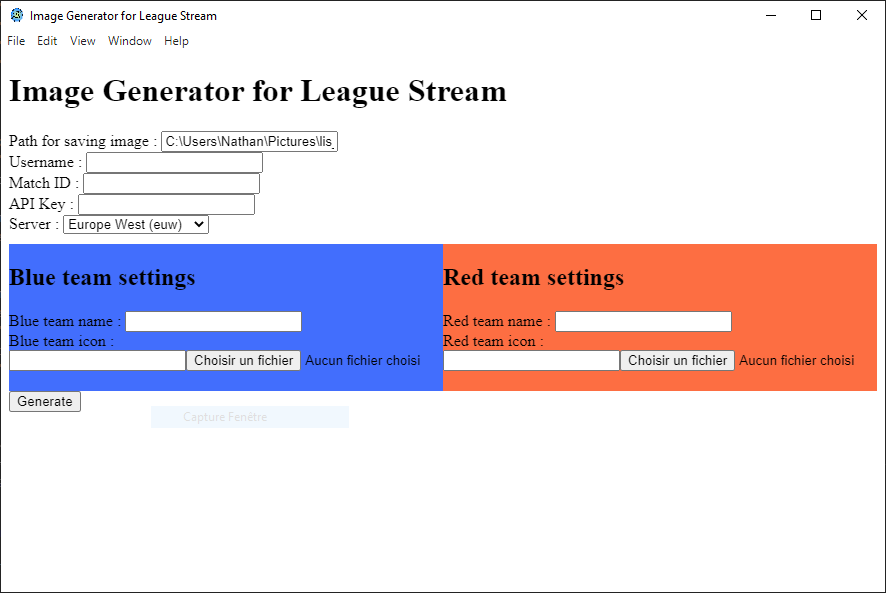 Image Generator for League Stream
File Edit View Window Help
Image Generator for League Stream
Path for saving image : C:\Users\Nathan\Pictures\lis_
Username :
Match ID :
API Key :
Server : Europe West (euw)
Blue team settings
Blue team name :
Blue team icon :
Choisir un fichier Aucun fichier choisi
Red team settings
Red team name :
Red team icon :
Choisir un fichier Aucun fichier choisi
Generate
Capture Fenêtre